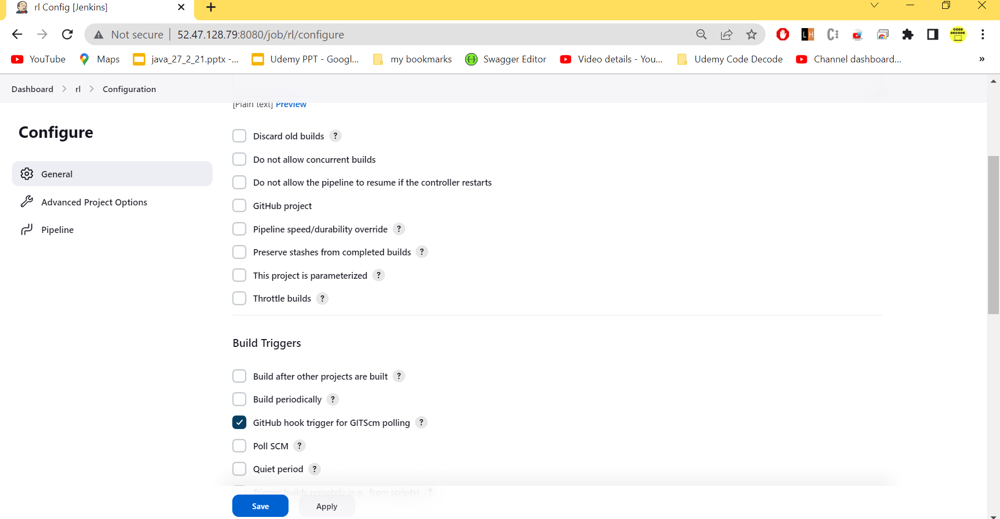 rl Config [Jenkins]
Not secure 52.47.128.79:8080/job/rl/configure
YouTube Maps java_27_2_21.pptx -... Udemy PPT - Googl... my bookmarks Swagger Editor Video details - You... Udemy Code Decode Channel dashboard... »
Dashboard rl Configuration
[Plain text] Preview
Configure
General
Advanced Project Options
Pipeline
Discard old builds ?
Do not allow concurrent builds
Do not allow the pipeline to resume if the controller restarts
GitHub project
Pipeline speed/durability override ?
Preserve stashes from completed builds ?
This project is parameterized ?
Throttle builds ?
Build Triggers
Build after other projects are built ?
Build periodically ?
GitHub hook trigger for GITScm polling ?
Poll SCM ?
Quiet period ?
Trigger builds remotely (e.g., from scripts) ?
Save Apply